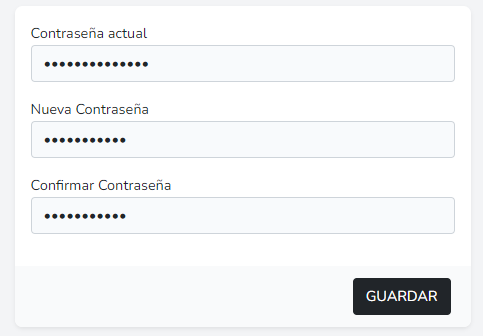 Contraseña actual
••••••••••••••
Nueva Contraseña
•••••••••••
Confirmar Contraseña
•••••••••••
GUARDAR